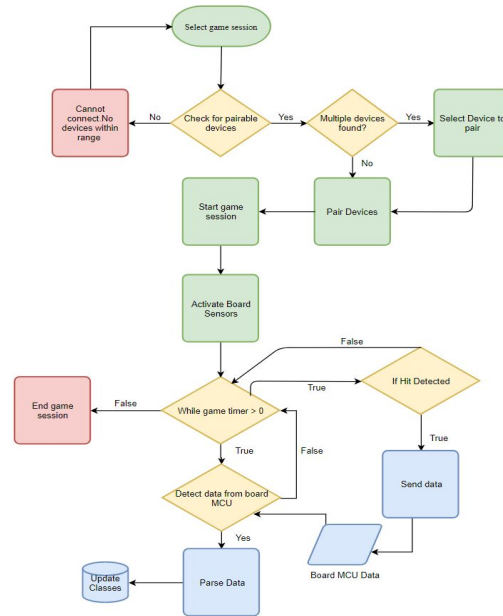 Select game session
Cannot
connect.No
devices within
range
No
Check for pairable
devices
Yes
Multiple devices
found?
Yes
Select Device to
pair
No
Start game
session
Pair Devices
Activate Board
Sensors
False
If Hit Detected
True
End game
session
False
While game timer > 0
True
False
True
Send data
Detect data from board
MCU
Yes
Board MCU Data
Update
Classes
Parse Data